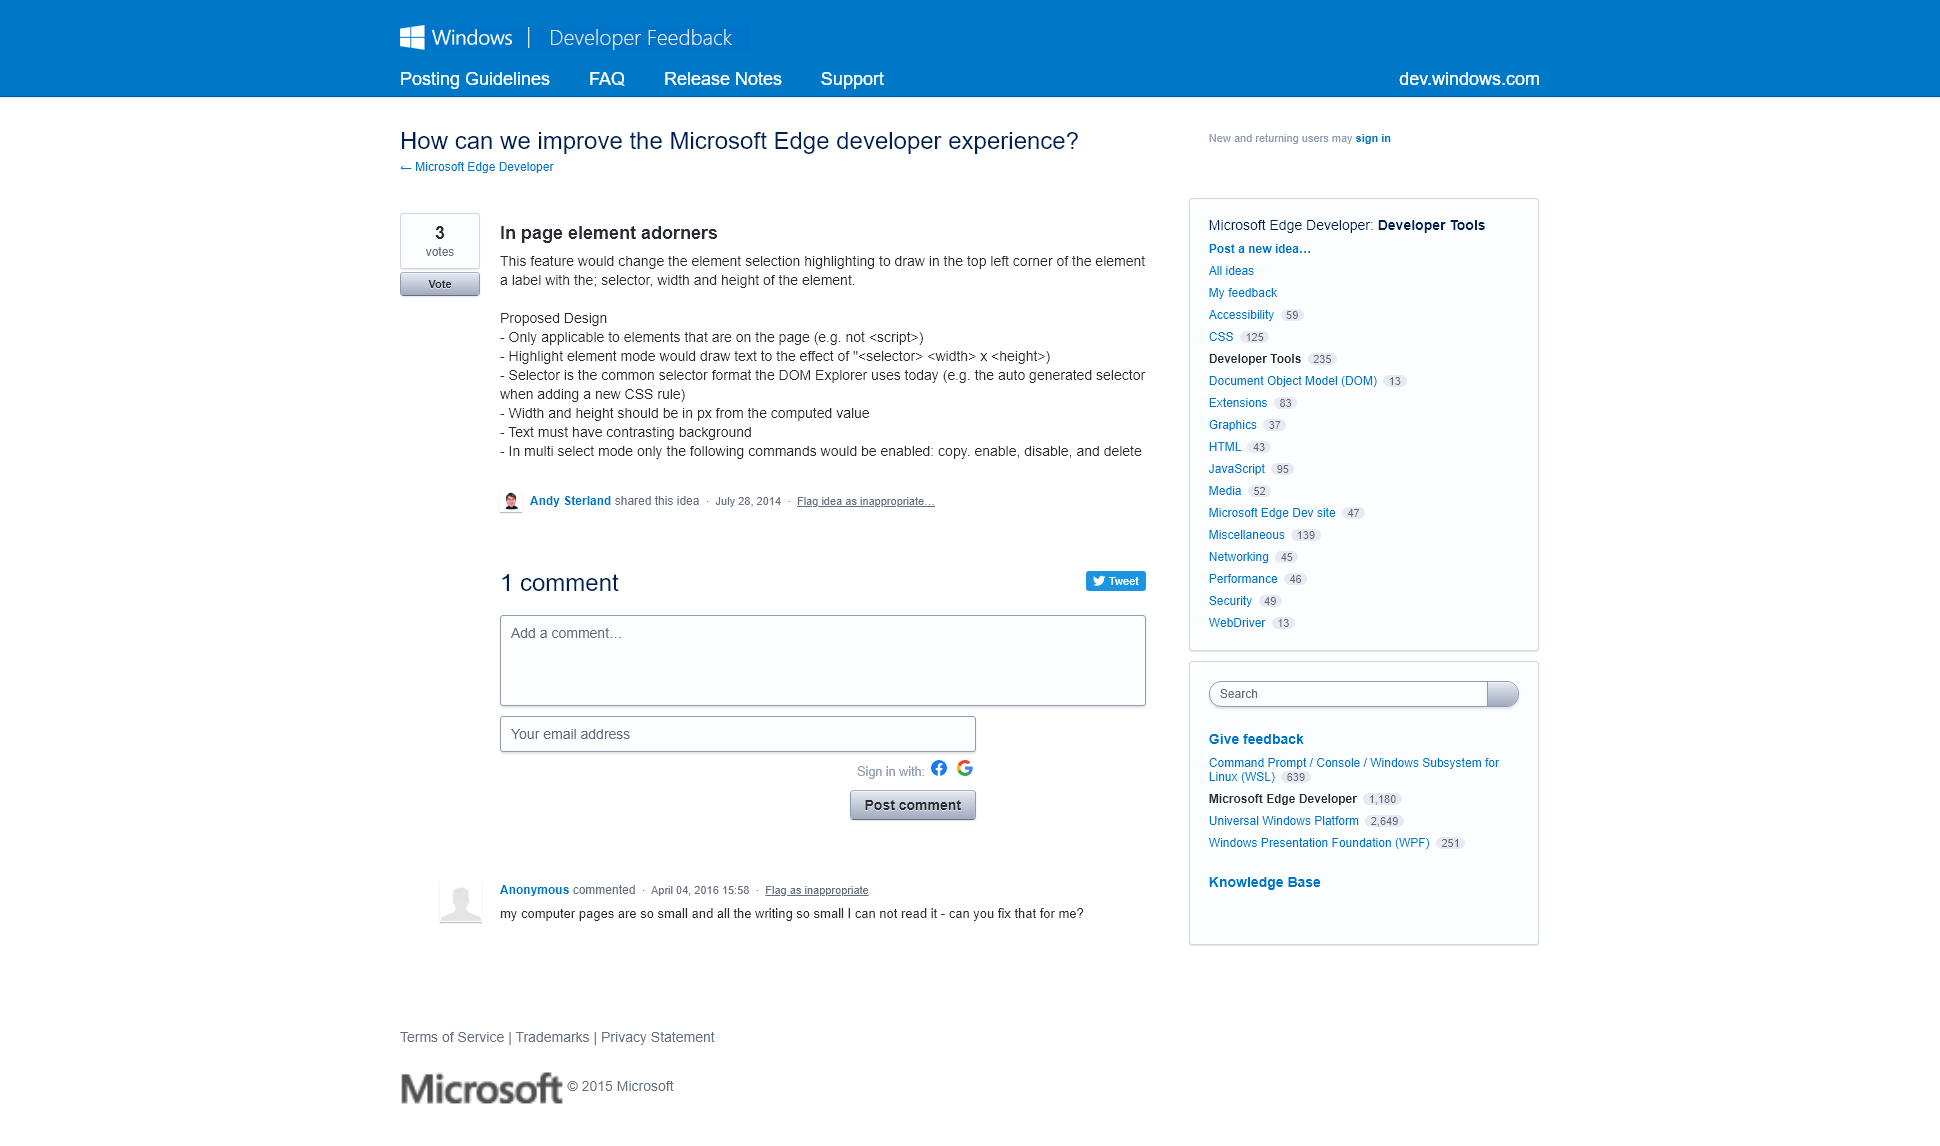 Windows | Developer Feedback
Posting Guidelines FAQ Release Notes Support dev.windows.com
How can we improve the Microsoft Edge developer experience?
← Microsoft Edge Developer
New and returning users may sign in
3
votes
Vote
In page element adorners
This feature would change the element selection highlighting to draw in the top left corner of the element
a label with the; selector, width and height of the element.
Proposed Design
- Only applicable to elements that are on the page (e.g. not <script>)
- Highlight element mode would draw text to the effect of "<selector> <width> x <height>)
- Selector is the common selector format the DOM Explorer uses today (e.g. the auto generated selector
when adding a new CSS rule)
- Width and height should be in px from the computed value
- Text must have contrasting background
- In multi select mode only the following commands would be enabled: copy. enable, disable, and delete
Andy Sterland shared this idea · July 28, 2014 · Flag idea as inappropriate…
1 comment
Tweet
Add a comment…
Your email address
Sign in with:
Post comment
Anonymous commented · April 04, 2016 15:58 · Flag as inappropriate
my computer pages are so small and all the writing so small I can not read it - can you fix that for me?
Microsoft Edge Developer: Developer Tools
Post a new idea…
All ideas
My feedback
Accessibility 59
CSS 125
Developer Tools 235
Document Object Model (DOM) 13
Extensions 83
Graphics 37
HTML 43
JavaScript 95
Media 52
Microsoft Edge Dev site 47
Miscellaneous 139
Networking 45
Performance 46
Security 49
WebDriver 13
Search
Give feedback
Command Prompt / Console / Windows Subsystem for
Linux (WSL) 639
Microsoft Edge Developer 1,180
Universal Windows Platform 2,649
Windows Presentation Foundation (WPF) 251
Knowledge Base
Terms of Service | Trademarks | Privacy Statement
Microsoft © 2015 Microsoft